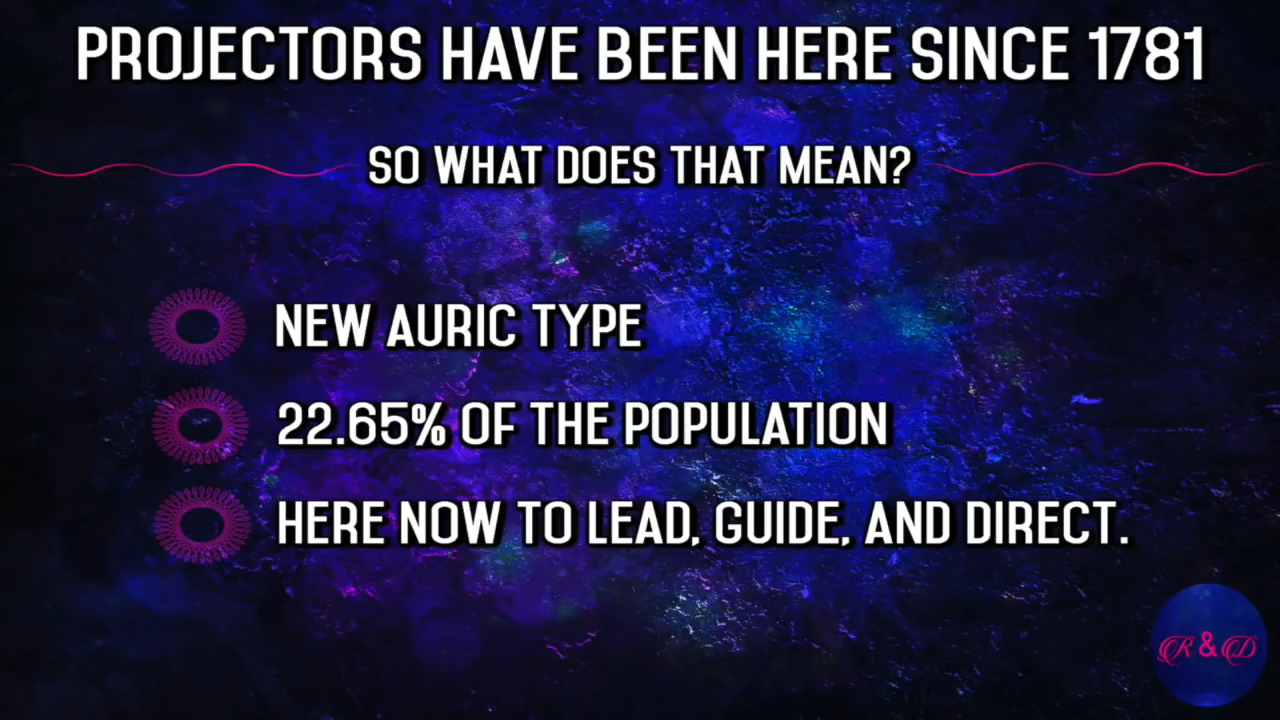 PROJECTORS HAVE BEEN HERE SINCE 1781
SO WHAT DOES THAT MEAN?
NEW AURIC TYPE
22.65% OF THE POPULATION
HERE NOW TO LEAD, GUIDE, AND DIRECT.
R & D